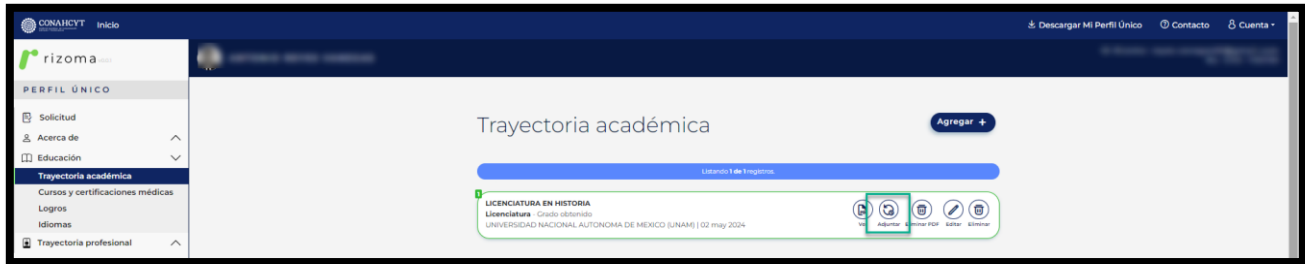 CONAHCYT Inicio Descargar Mi Perfil Único Contacto Cuenta
rizoma
PERFIL ÚNICO
Solicitud
Acerca de
Educación
Trayectoria académica
Cursos y certificaciones médicas
Logros
Idiomas
Trayectoria profesional
Trayectoria académica
Agregar +
Listando 1 de 1 registros.
1
LICENCIATURA EN HISTORIA
Licenciatura - Grado obtenido
UNIVERSIDAD NACIONAL AUTONOMA DE MEXICO (UNAM) | 02 may 2024
Adjuntar Eliminar PDF Editar Eliminar